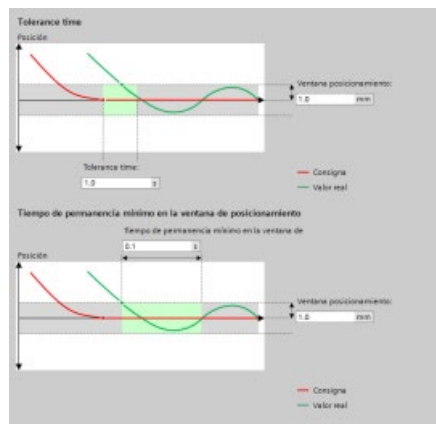 Tolerance time
Posición
Ventana posicionamiento:
1.0 mm
Tolerance time:
1.0 s
Consigna
Valor real
Tiempo de permanencia mínimo en la ventana de posicionamiento
Tiempo de permanencia mínimo en la ventana de
0.1 s
Posición
Ventana posicionamiento:
1.0 mm
Consigna
Valor real